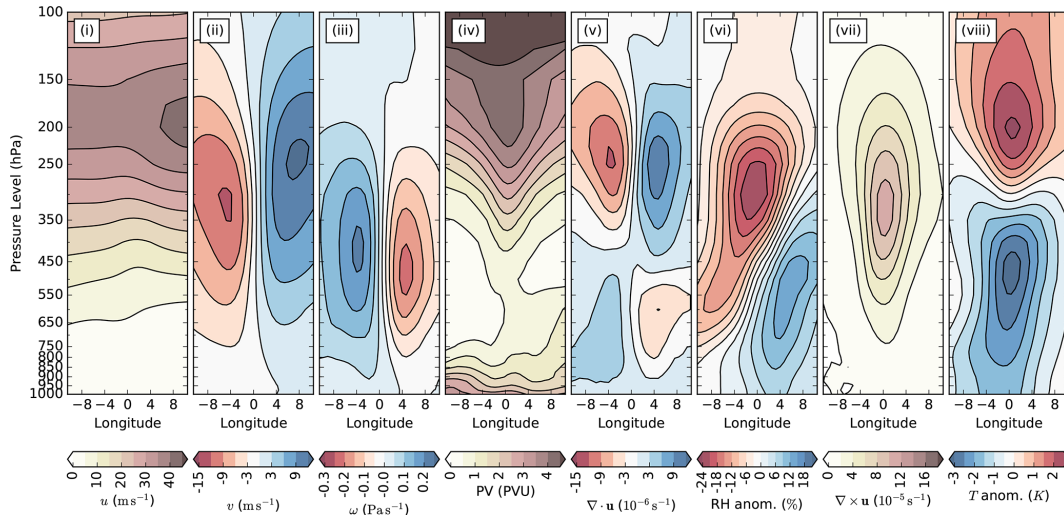 (i) (ii) (iii) (iv) (v) (vi) (vii) (viii)
Pressure Level (hPa)
100
150
200
250
350
450
550
650
750
800
850
900
950
1000
−8 −4 0 4 8 −8 −4 0 4 8 −8 −4 0 4 8 −8 −4 0 4 8 −8 −4 0 4 8 −8 −4 0 4 8 −8 −4 0 4 8 −8 −4 0 4 8
Longitude Longitude Longitude Longitude Longitude Longitude Longitude Longitude
0 10 20 30 40
u (m s⁻¹)
-15 -9 -3 3 9
v (m s⁻¹)
-0.3 -0.2 -0.1 0.0 0.1 0.2
ω (Pa s⁻¹)
0 2 4
PV (PVU)
-15 -9 -3 3 9
∇ · u (10⁻⁶ s⁻¹)
-24 -18 -12 -6 0 6 12 18
RH anom. (%)
0 4 8 12 16
∇ × u (10⁻⁵ s⁻¹)
-3 -2 -1 0 1 2
T anom. (K)